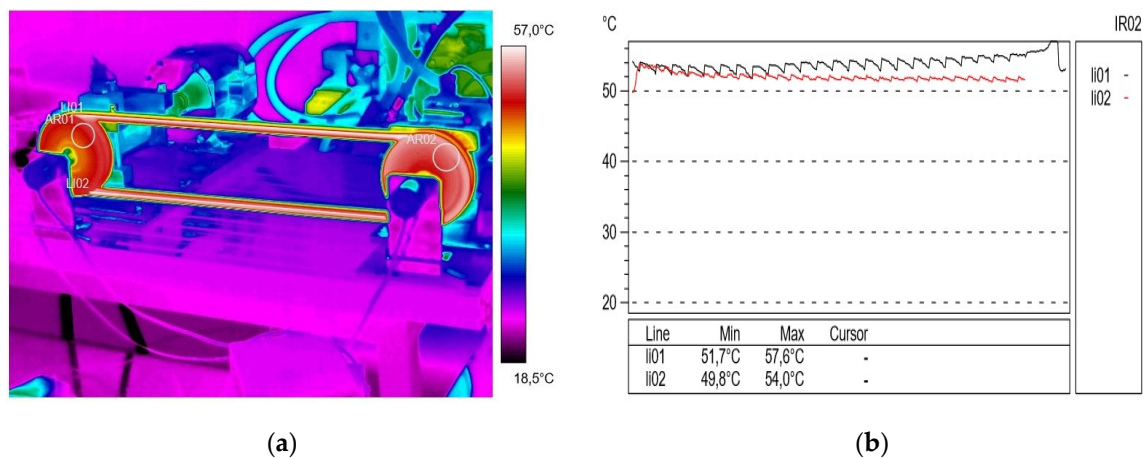 57,0°C
LI01
AR01
AR02
LI02
18,5°C
(a)
°C
IR02
50
40
30
20
li01 -
li02 -
Line Min Max Cursor
li01 51,7°C 57,6°C -
li02 49,8°C 54,0°C -
(b)